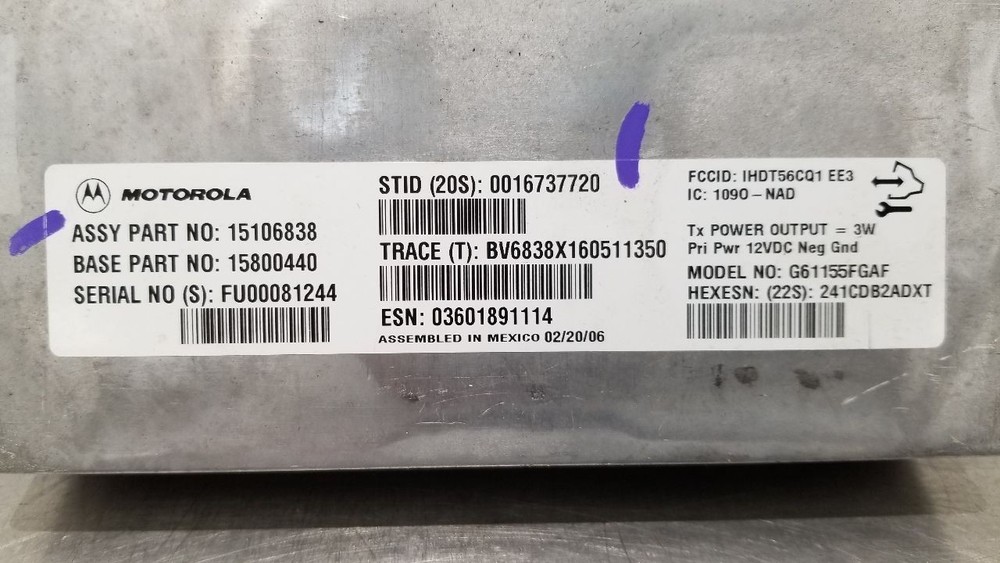 MOTOROLA
ASSY PART NO: 15106838
BASE PART NO: 15800440
SERIAL NO (S): FU00081244
STID (20S): 0016737720
TRACE (T): BV6838X160511350
ESN: 03601891114
ASSEMBLED IN MEXICO 02/20/06
FCCID: IHDT56CQ1 EE3
IC: 1090-NAD
Tx POWER OUTPUT = 3W
Pri Pwr 12VDC Neg Gnd
MODEL NO: G61155FGAF
HEXESN: (22S): 241CDB2ADXT